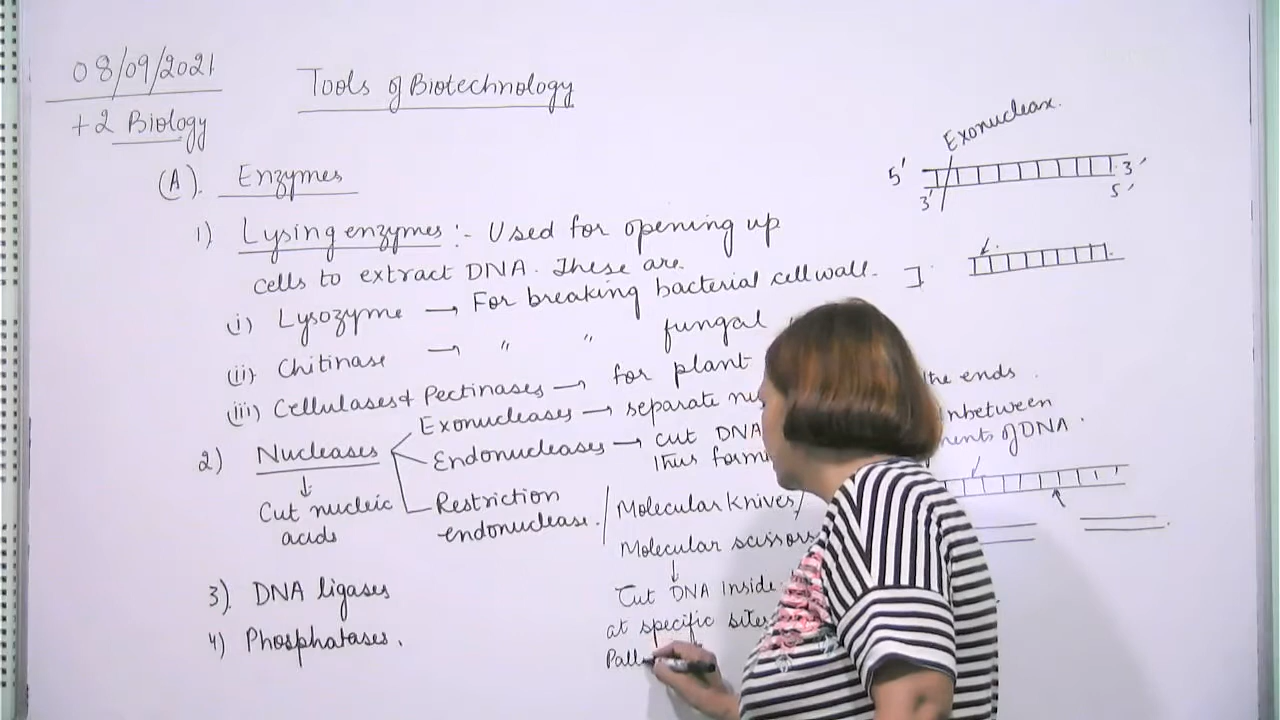 08/09/2021
+2 Biology
Tools of Biotechnology
(A). Enzymes
1) Lysing enzymes :- Used for opening up
cells to extract DNA. These are
(i) Lysozyme → For breaking bacterial cell wall.
(ii) Chitinase → " " fungal
(iii) Cellulases & Pectinases → for plant
2) Nucleases
Exonucleases → separate the ends .
Endonucleases → cut DNA inbetween
thus of DNA .
↓
Cut nucleic
acids
Restriction
endonuclease.
/ Molecular knives /
Molecular scissors
↓
Cut DNA inside
at specific sites
3). DNA ligases
4) Phosphatases .
Pall
Exonuclease.
5' 3'
3' 5'